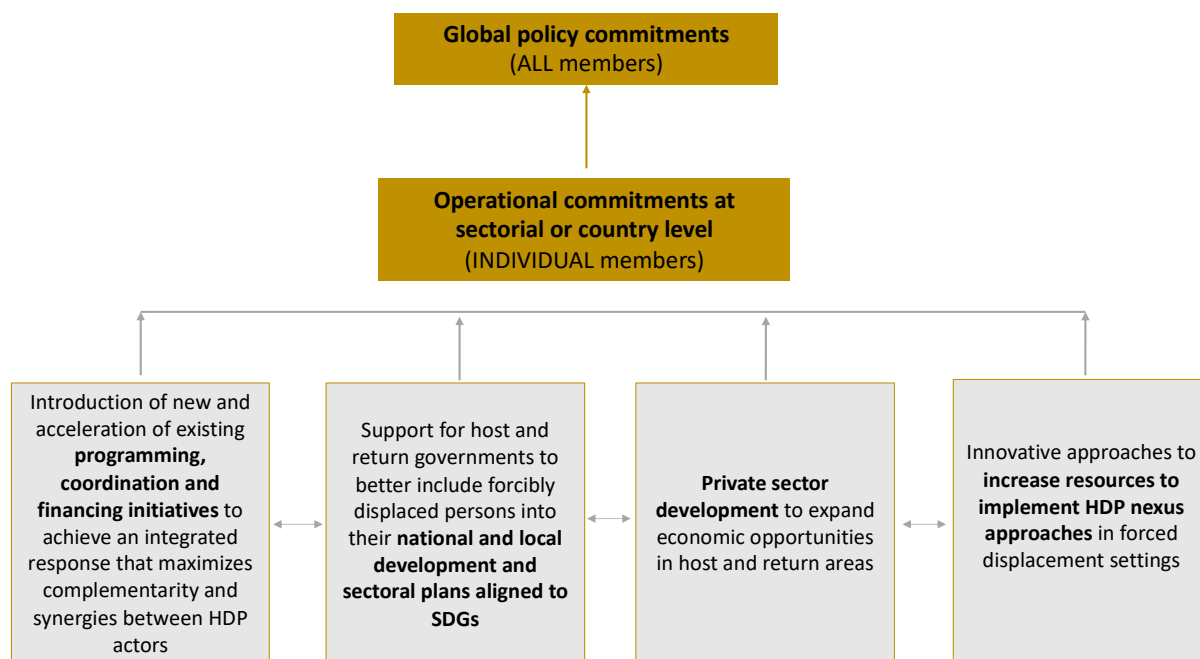 Global policy commitments
(ALL members)
Operational commitments at
sectorial or country level
(INDIVIDUAL members)
Introduction of new and
acceleration of existing
programming,
coordination and
financing initiatives to
achieve an integrated
response that maximizes
complementarity and
synergies between HDP
actors
Support for host and
return governments to
better include forcibly
displaced persons into
their national and local
development and
sectoral plans aligned to
SDGs
Private sector
development to expand
economic opportunities
in host and return areas
Innovative approaches to
increase resources to
implement HDP nexus
approaches in forced
displacement settings